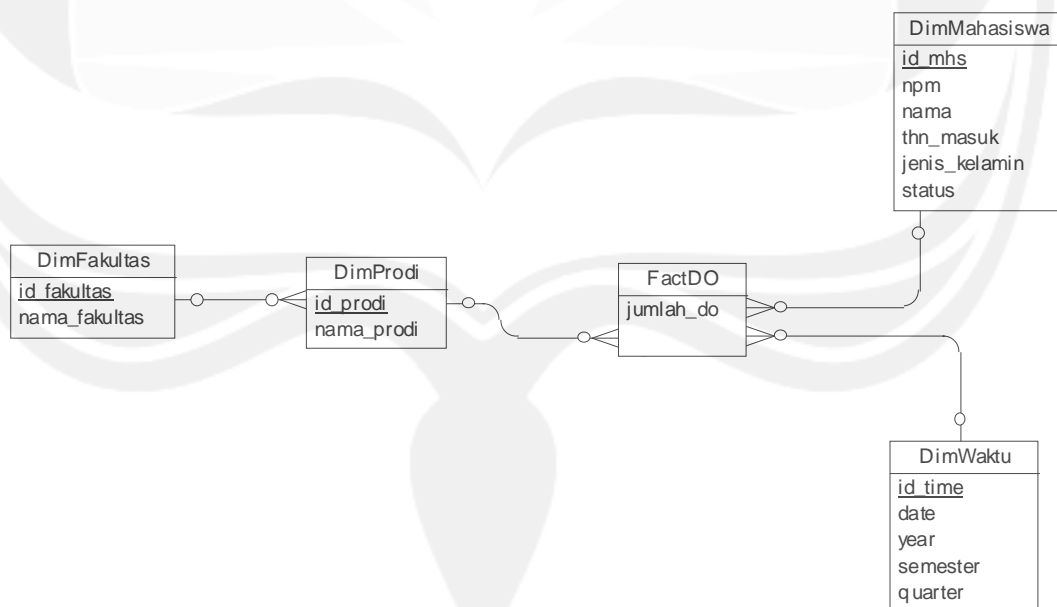 DimMahasiswa
id_mhs
npm
nama
thn_masuk
jenis_kelamin
status
DimFakultas
id_fakultas
nama_fakultas
DimProdi
id_prodi
nama_prodi
FactDO
jumlah_do
DimWaktu
id_time
date
year
semester
quarter